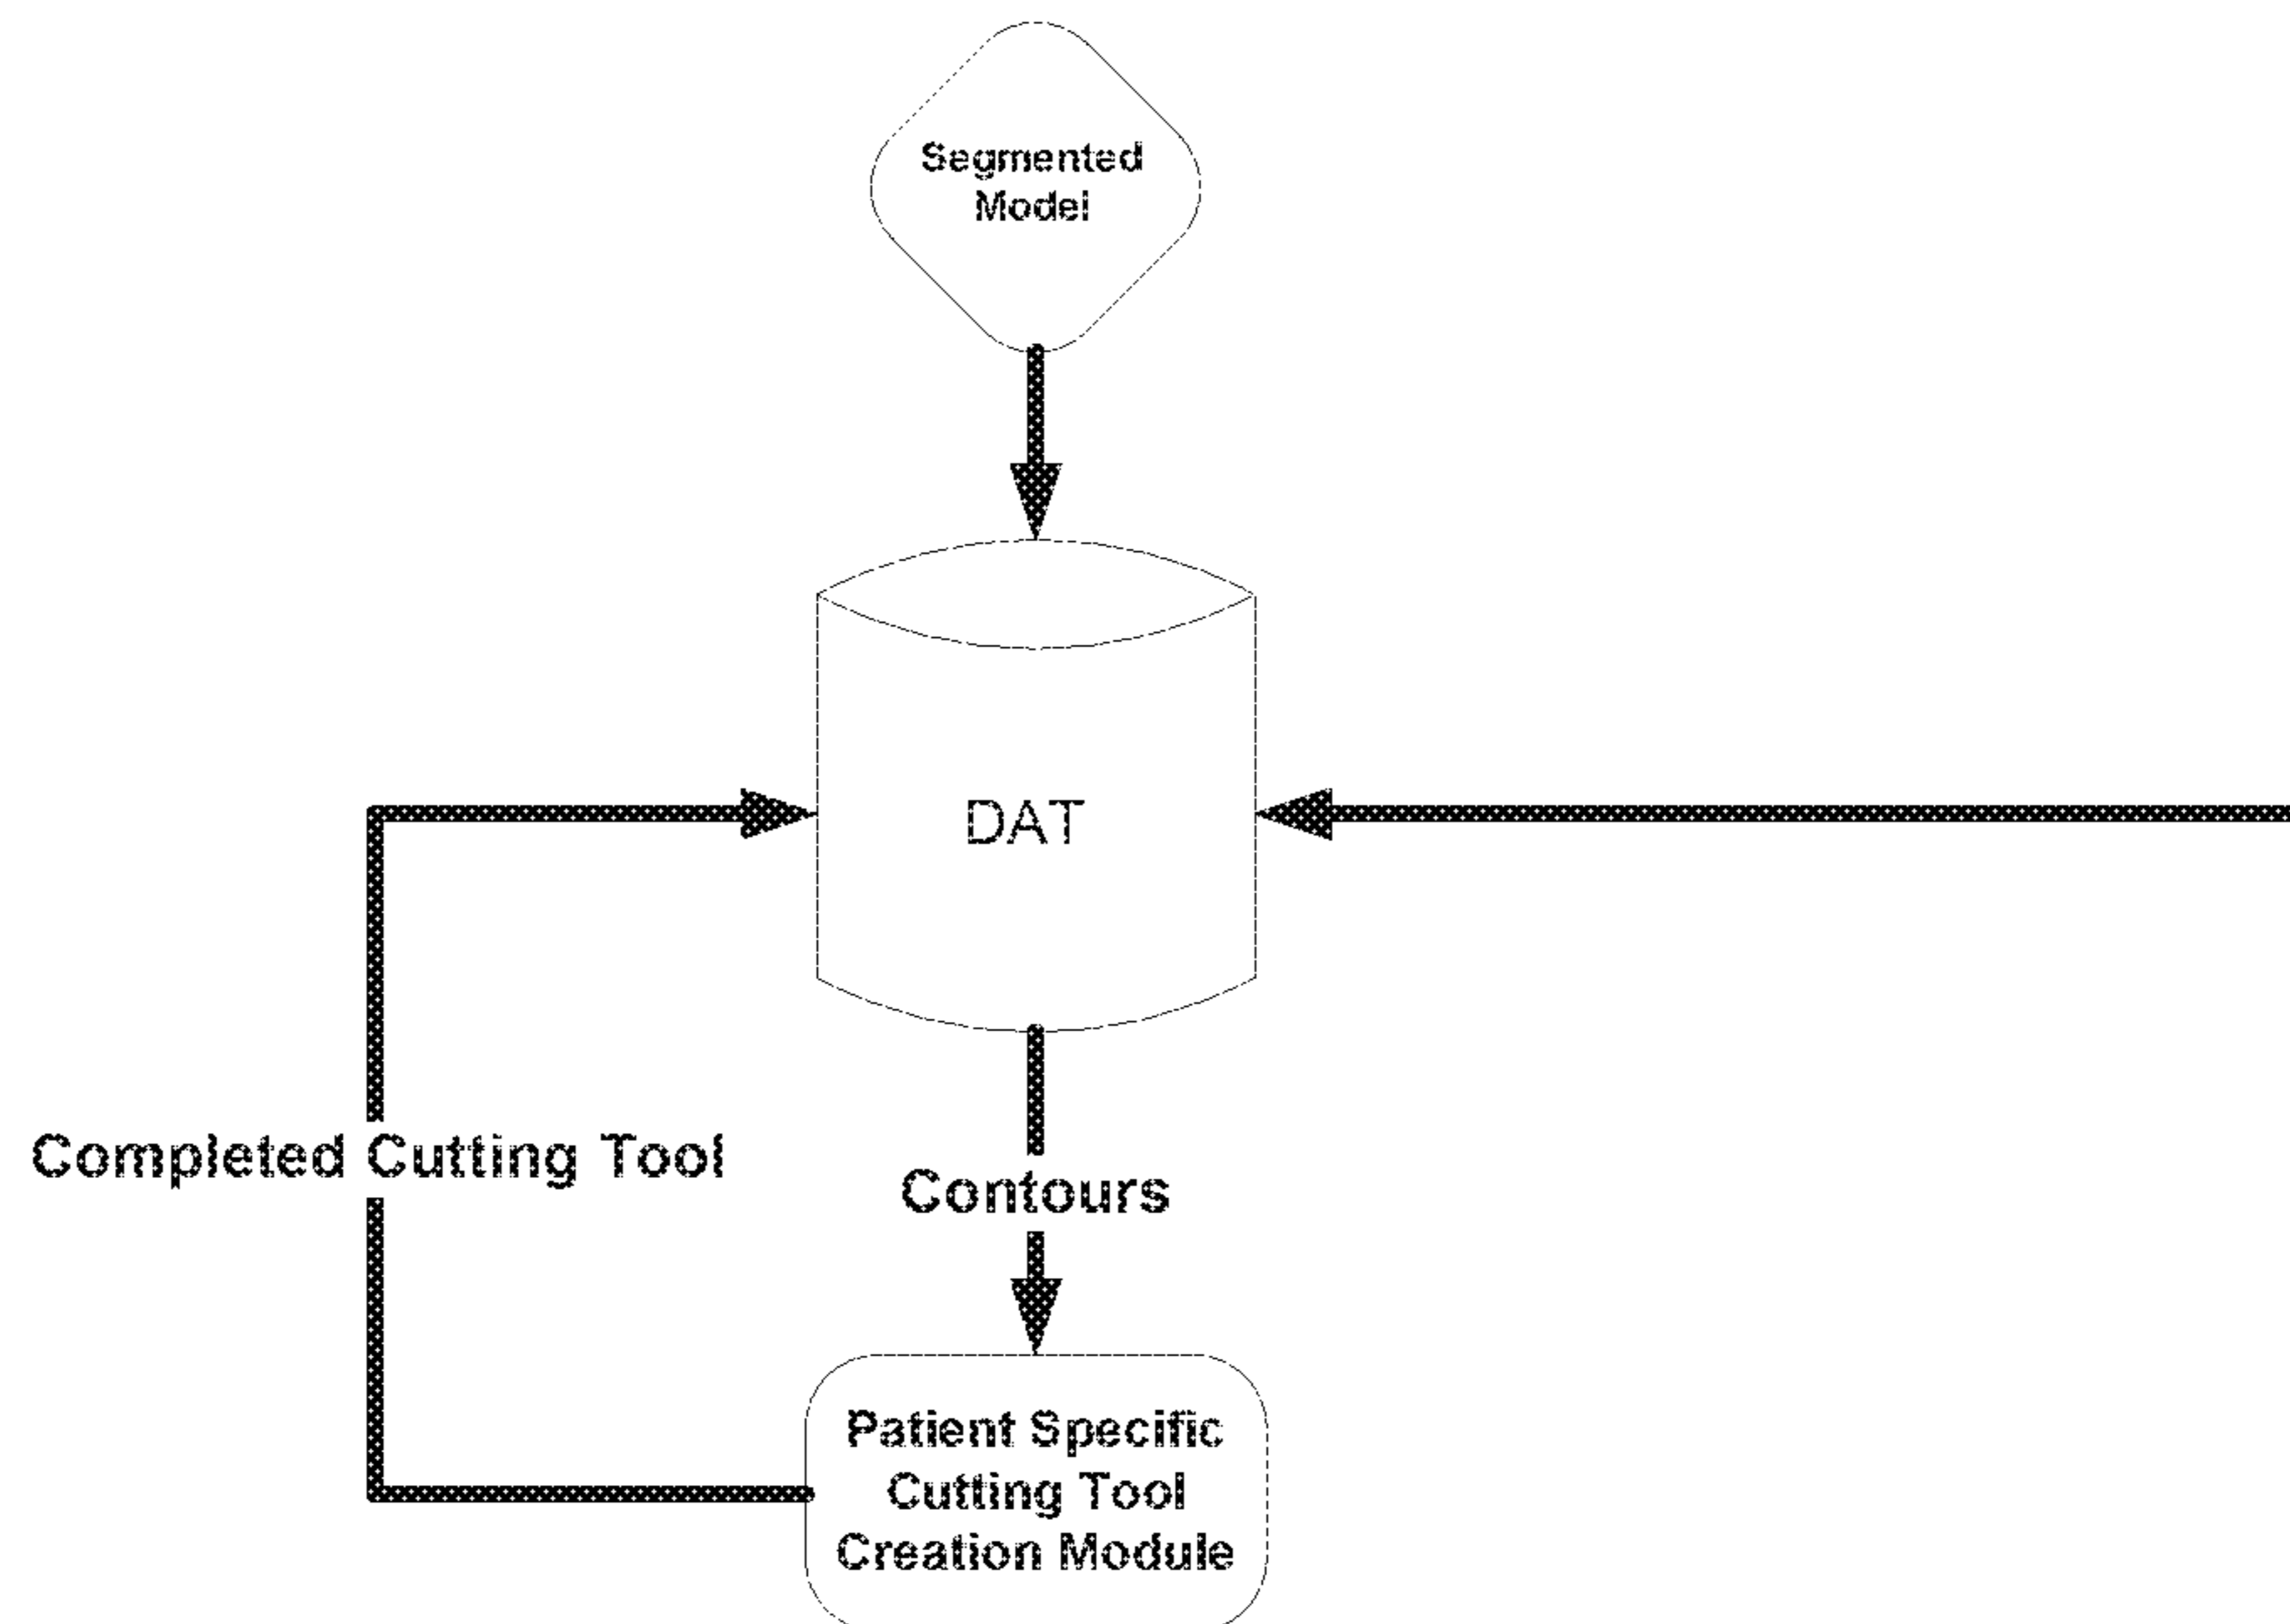 Segmented
Model
DAT
Completed Cutting Tool
Contours
Patient Specific
Cutting Tool
Creation Module